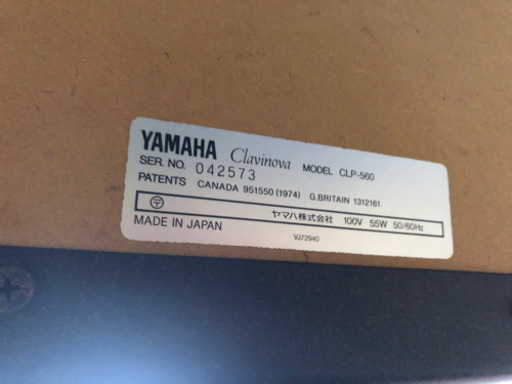 YAMAHA Clavinova MODEL CLP-560
SER. NO. 042573
PATENTS CANADA 951550 (1974) G.BRITAIN 1312161
〒 ヤマハ株式会社 100V 55W 50/60Hz
MADE IN JAPAN VJ72940